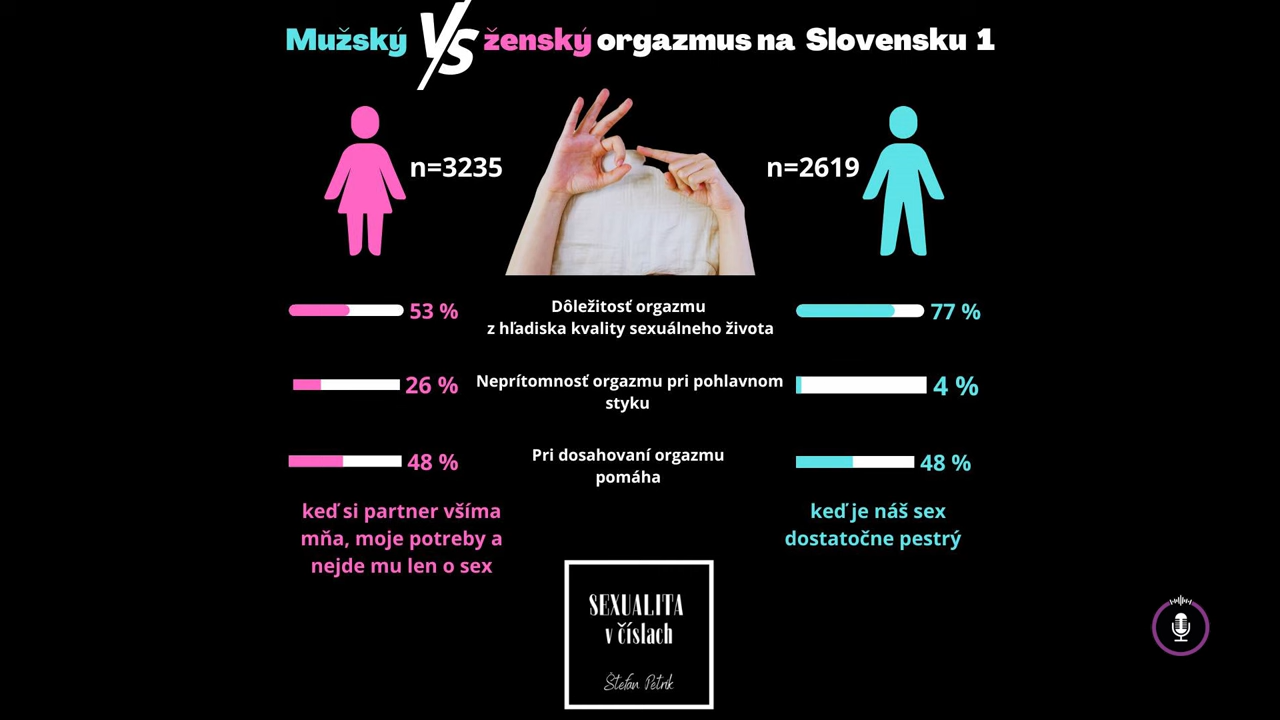 Mužský VS ženský orgazmus na Slovensku 1
n=3235
n=2619
53 %
Dôležitosť orgazmu
z hľadiska kvality sexuálneho života
77 %
26 %
Neprítomnosť orgazmu pri pohlavnom
styku
4 %
48 %
Pri dosahovaní orgazmu
pomáha
48 %
keď si partner všíma
mňa, moje potreby a
nejde mu len o sex
keď je náš sex
dostatočne pestrý
SEXUALITA
v číslach
Štefan Petrík